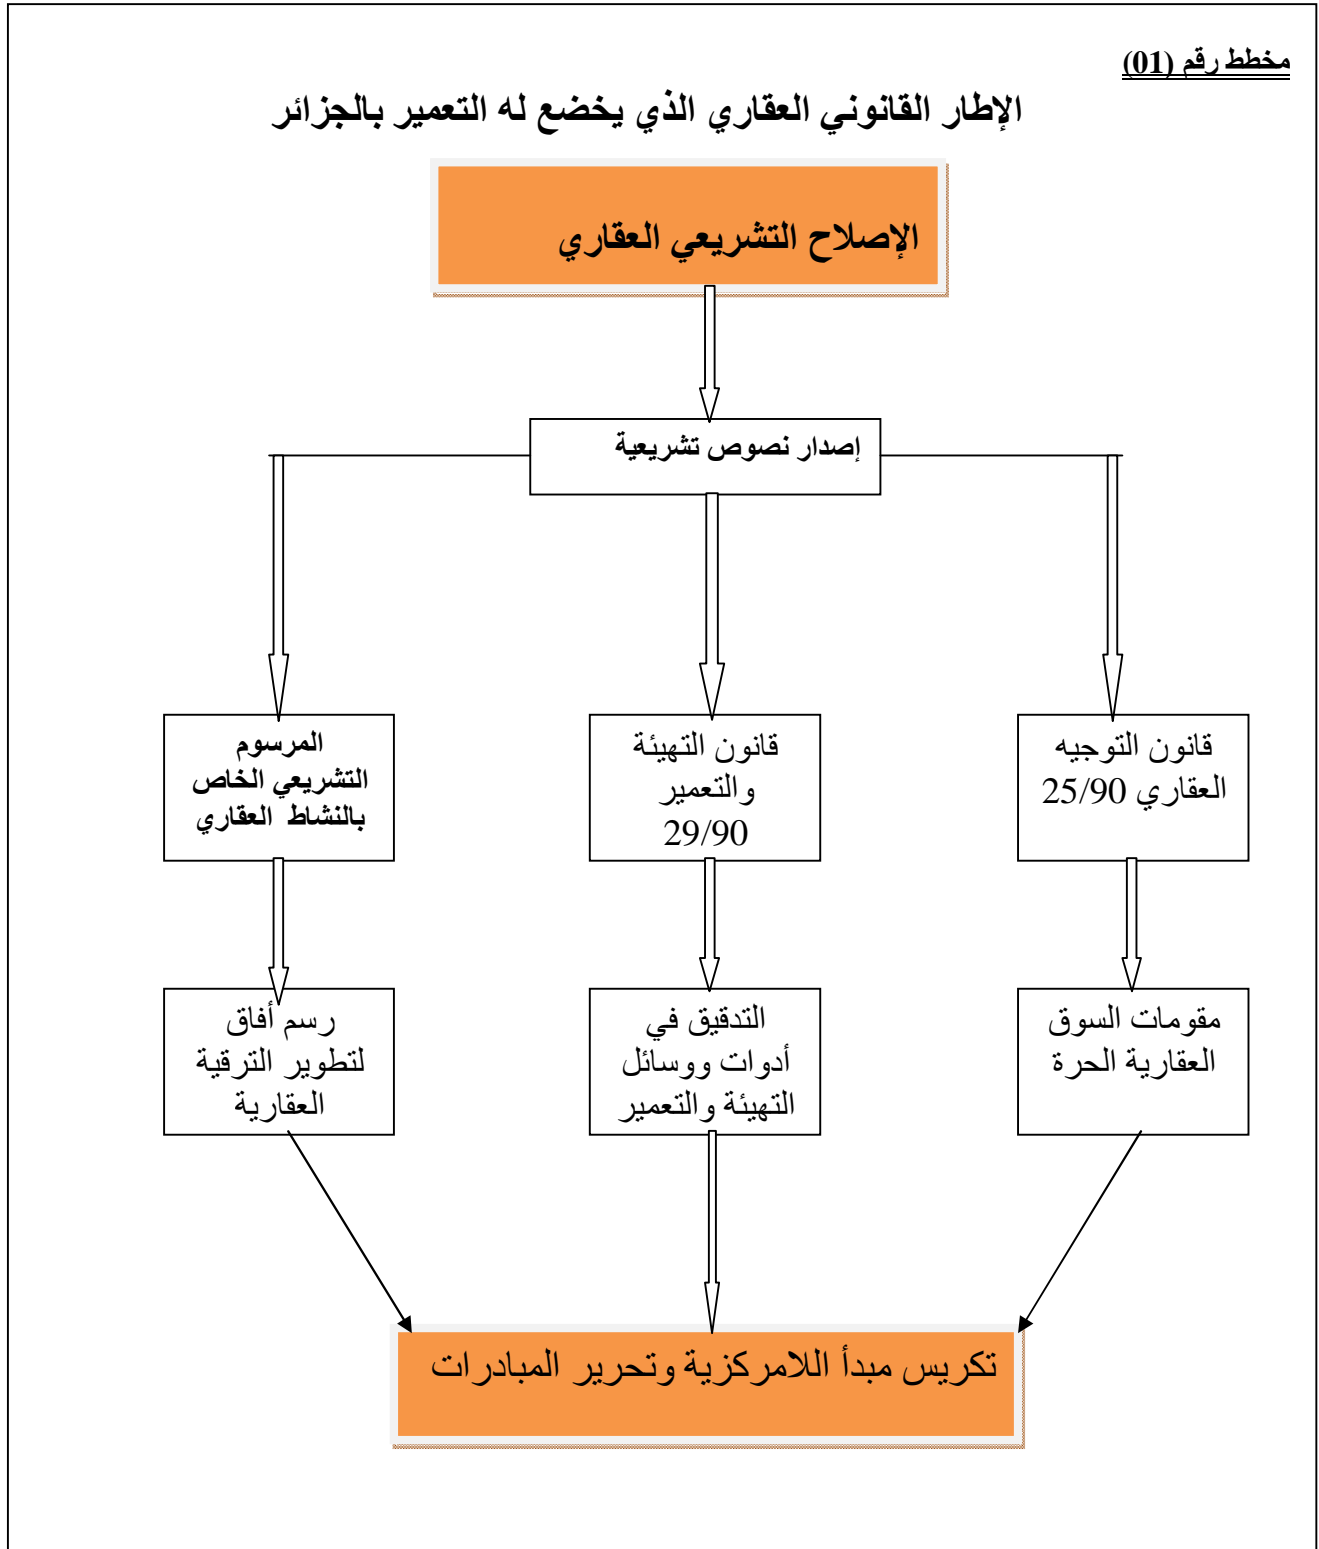 مخطط رقم (01)
الإطار القانوني العقاري الذي يخضع له التعمير بالجزائر
الإصلاح التشريعي العقاري
إصدار نصوص تشريعية
قانون التوجيه
العقاري 25/90
قانون التهيئة
والتعمير
29/90
المرسوم
التشريعي الخاص
بالنشاط العقاري
مقومات السوق
العقارية الحرة
التدقيق في
أدوات ووسائل
التهيئة والتعمير
رسم أفاق
لتطوير الترقية
العقارية
تكريس مبدأ اللامركزية وتحرير المبادرات